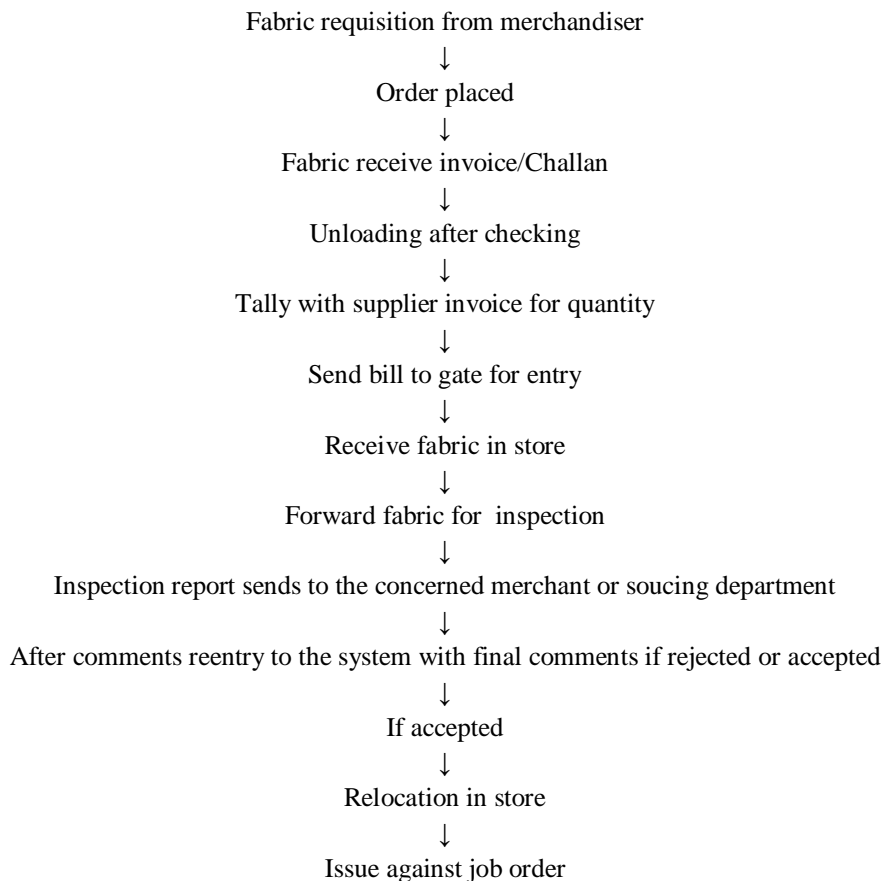 Fabric requisition from merchandiser
↓
Order placed
↓
Fabric receive invoice/Challan
↓
Unloading after checking
↓
Tally with supplier invoice for quantity
↓
Send bill to gate for entry
↓
Receive fabric in store
↓
Forward fabric for  inspection
↓
Inspection report sends to the concerned merchant or soucing department
↓
After comments reentry to the system with final comments if rejected or accepted
↓
If accepted
↓
Relocation in store
↓
Issue against job order